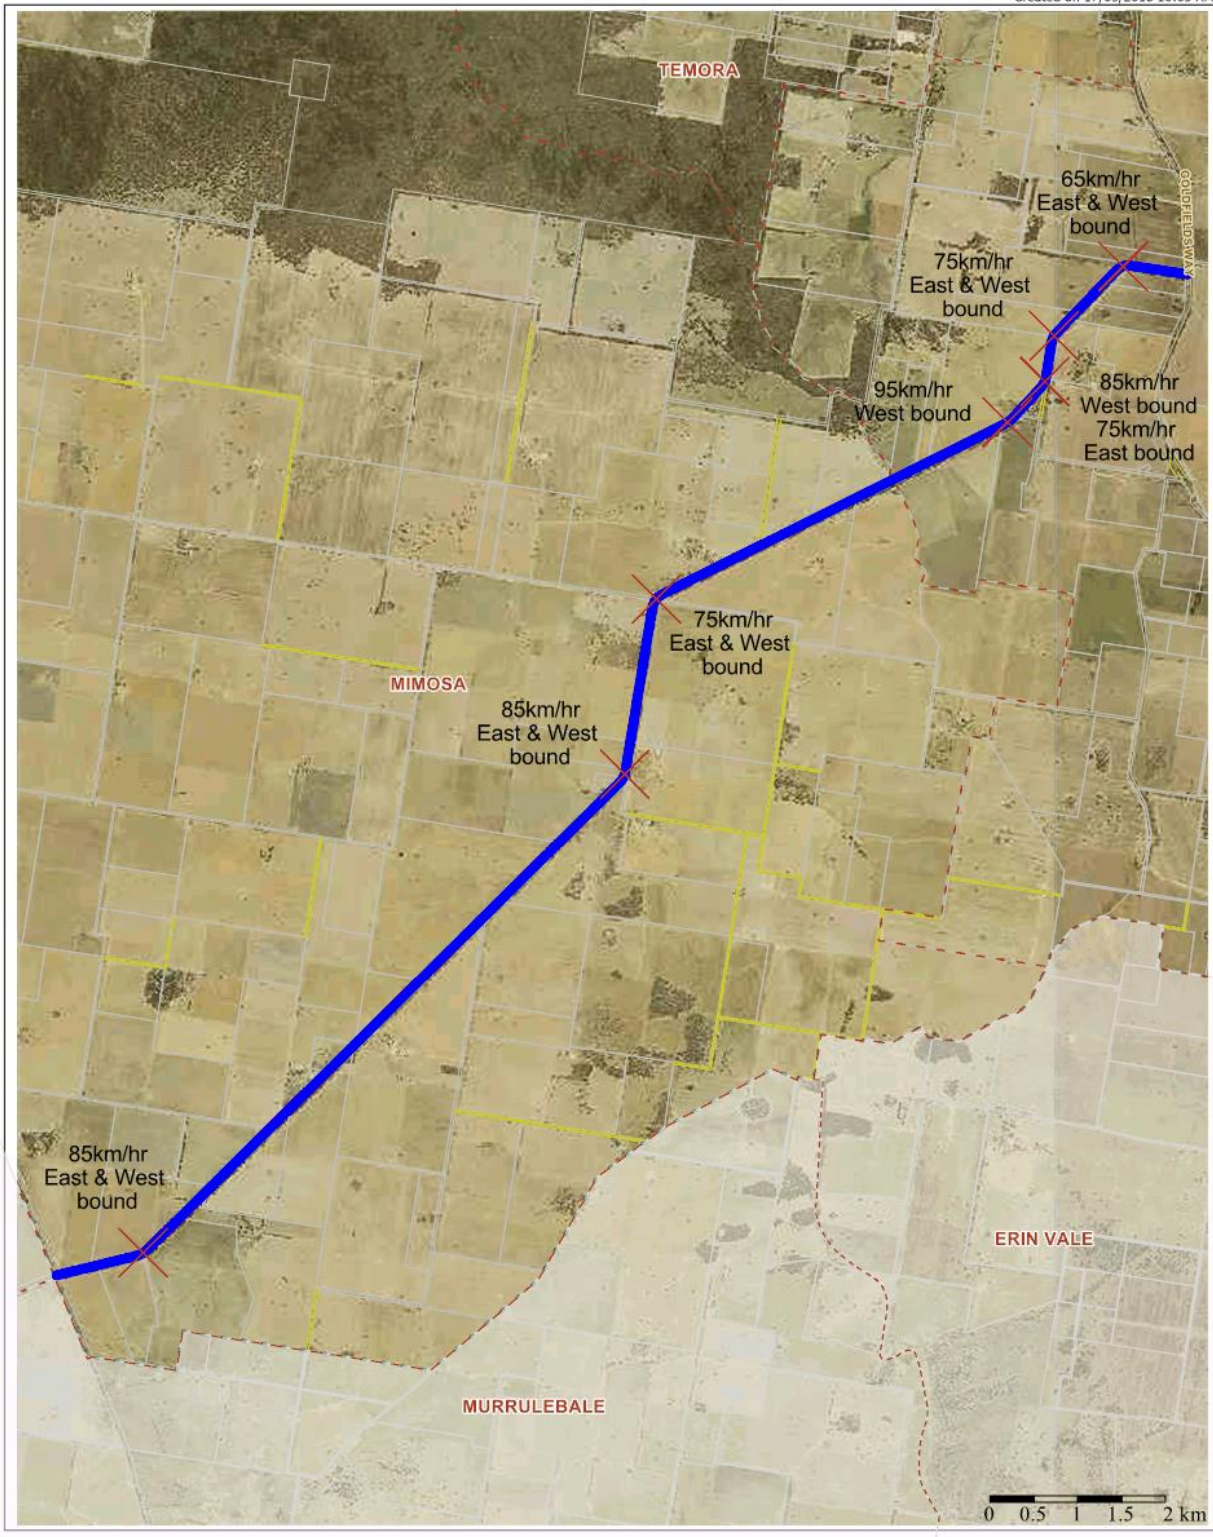 TEMORA
GOLDFIELDS WAY
65km/hr
East & West
bound
75km/hr
East & West
bound
95km/hr
West bound
85km/hr
West bound
75km/hr
East bound
75km/hr
East & West
bound
MIMOSA
85km/hr
East & West
bound
85km/hr
East & West
bound
ERIN VALE
MURRULEBALE
0 0.5 1 1.5 2 km